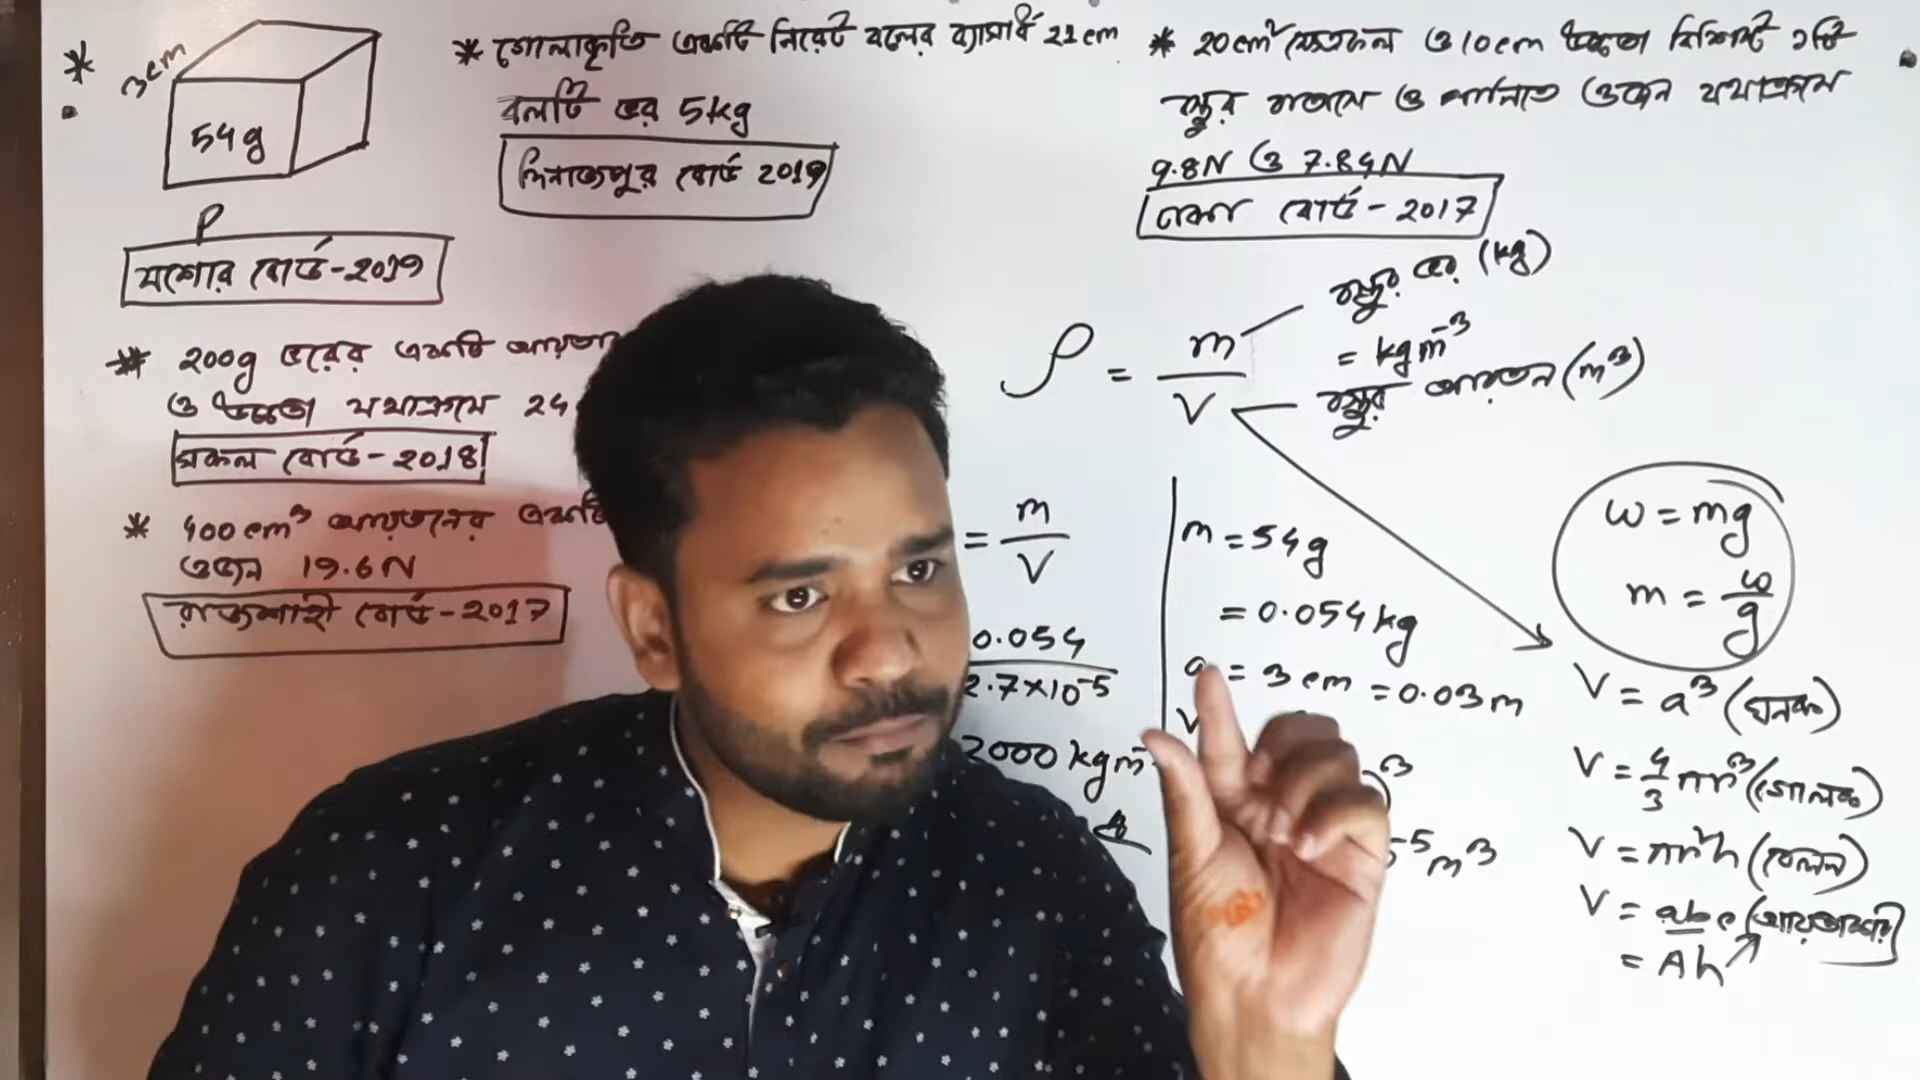 * 3cm
54g
P
যশোর বোর্ড-2019
* গোলাকৃতি একটি নিরেট বলের ব্যাসার্ধ 21cm
বলটি ভর 5kg
দিনাজপুর বোর্ড 2019
* 20cm² ক্ষেত্রফল ও 10cm উচ্চতা বিশিষ্ট ১টি
বস্তুর বাতাসে ও পানিতে ওজন যথাক্রমে
9.8N ও 7.84N
ঢাকা বোর্ড-2017
* 200g ভরের একটি
ও উচ্চতা যথাক্রমে 24
সকল বোর্ড-2018
* 400cm³ আয়তনের একটি
ওজন 19.6N
রাজশাহী বোর্ড-2017
ρ = m/V
বস্তুর ভর (kg)
= kgm⁻³
বস্তুর আয়তন (m³)
= m/V
0.054
2.7×10⁻⁵
2000 kgm⁻
m = 54g
= 0.054kg
a = 3cm = 0.03m
V
)³
⁻⁵m³
W = mg
m = W/g
V = a³ (ঘনক)
V = 4/3 πr³ (গোলক)
V = πr²h (বেলন)
V = abc
= Ah